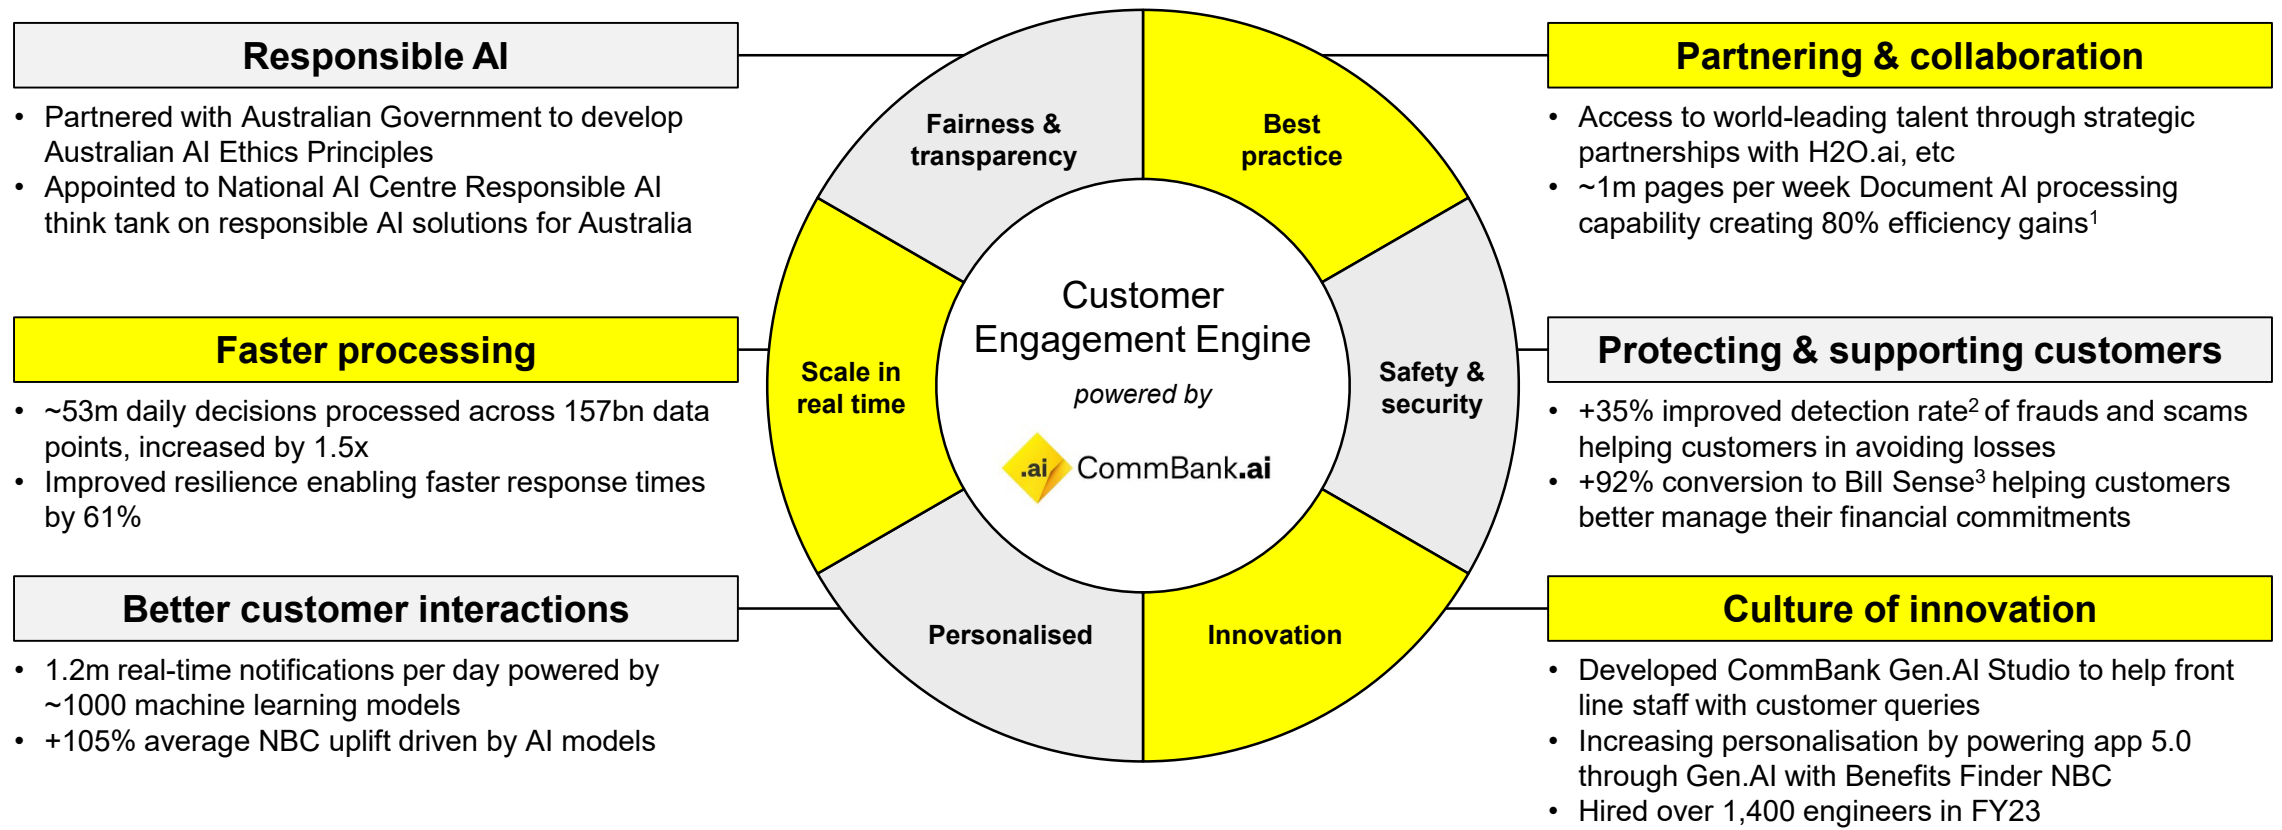 Responsible AI
• Partnered with Australian Government to develop
Australian AI Ethics Principles
• Appointed to National AI Centre Responsible AI
think tank on responsible AI solutions for Australia
Faster processing
• ~53m daily decisions processed across 157bn data
points, increased by 1.5x
• Improved resilience enabling faster response times
by 61%
Better customer interactions
• 1.2m real-time notifications per day powered by
~1000 machine learning models
• +105% average NBC uplift driven by AI models
Fairness &
transparency
Best
practice
Scale in
real time
Safety &
security
Personalised
Innovation
Customer
Engagement Engine
powered by
.ai CommBank.ai
Partnering & collaboration
• Access to world-leading talent through strategic
partnerships with H2O.ai, etc
• ~1m pages per week Document AI processing
capability creating 80% efficiency gains¹
Protecting & supporting customers
• +35% improved detection rate² of frauds and scams
helping customers in avoiding losses
• +92% conversion to Bill Sense³ helping customers
better manage their financial commitments
Culture of innovation
• Developed CommBank Gen.AI Studio to help front
line staff with customer queries
• Increasing personalisation by powering app 5.0
through Gen.AI with Benefits Finder NBC
• Hired over 1,400 engineers in FY23